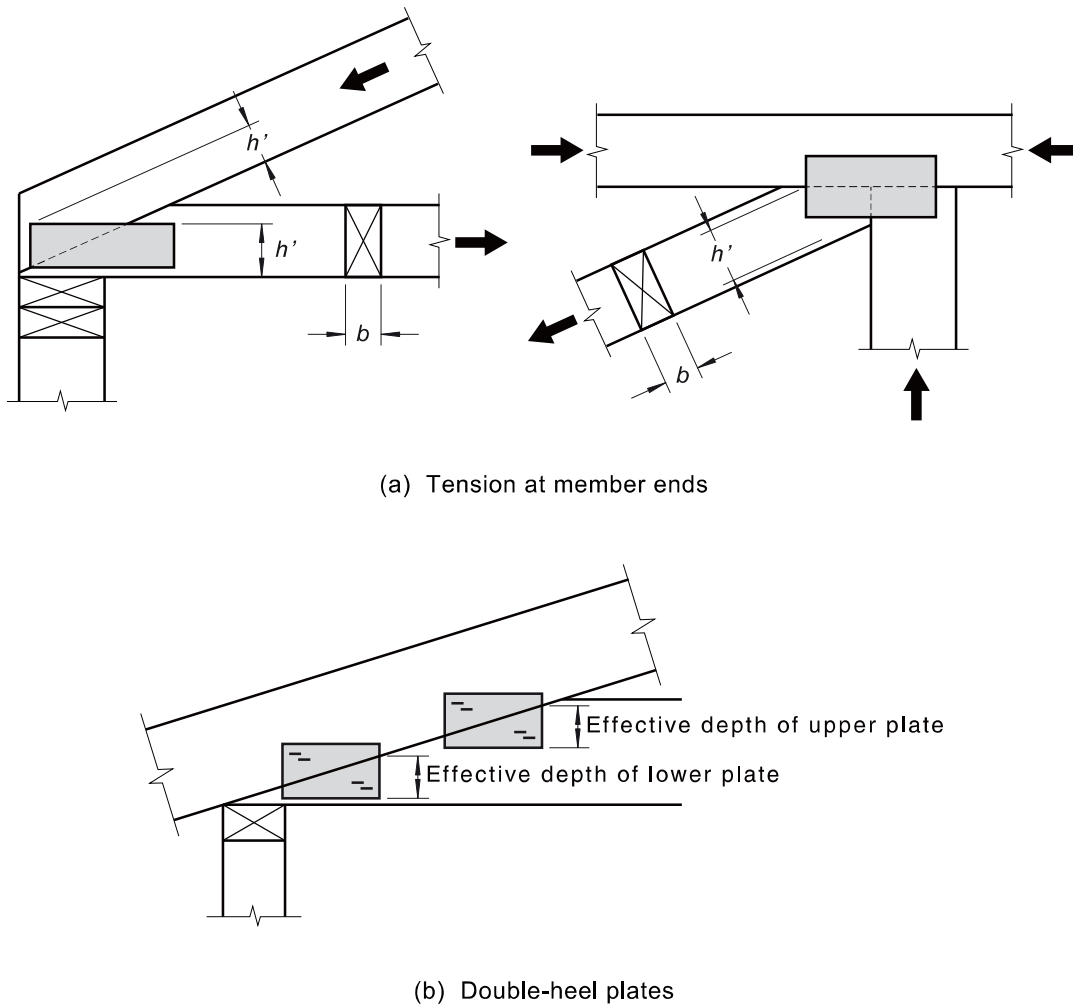 h’
h’
b
h’
b
(a) Tension at member ends
Effective depth of upper plate
Effective depth of lower plate
(b) Double-heel plates